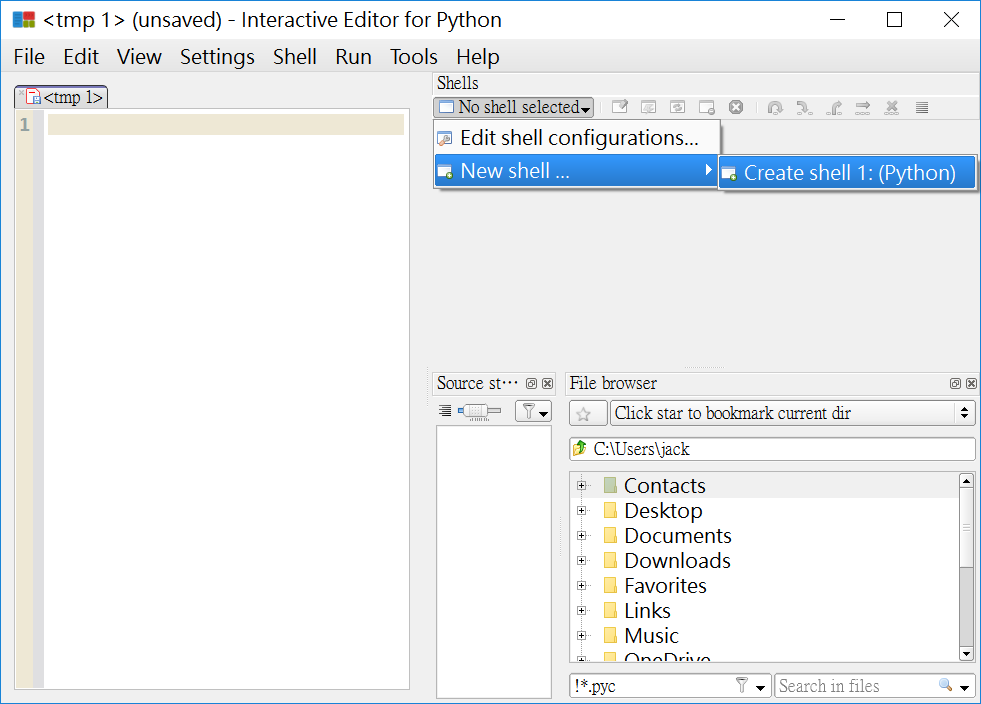 <tmp 1> (unsaved) - Interactive Editor for Python
File Edit View Settings Shell Run Tools Help
<tmp 1>
1
Shells
No shell selected
Edit shell configurations...
New shell ...
Create shell 1: (Python)
Source st⋯
File browser
Click star to bookmark current dir
C:\Users\jack
Contacts
Desktop
Documents
Downloads
Favorites
Links
Music
OneDrive
!*.pyc
Search in files